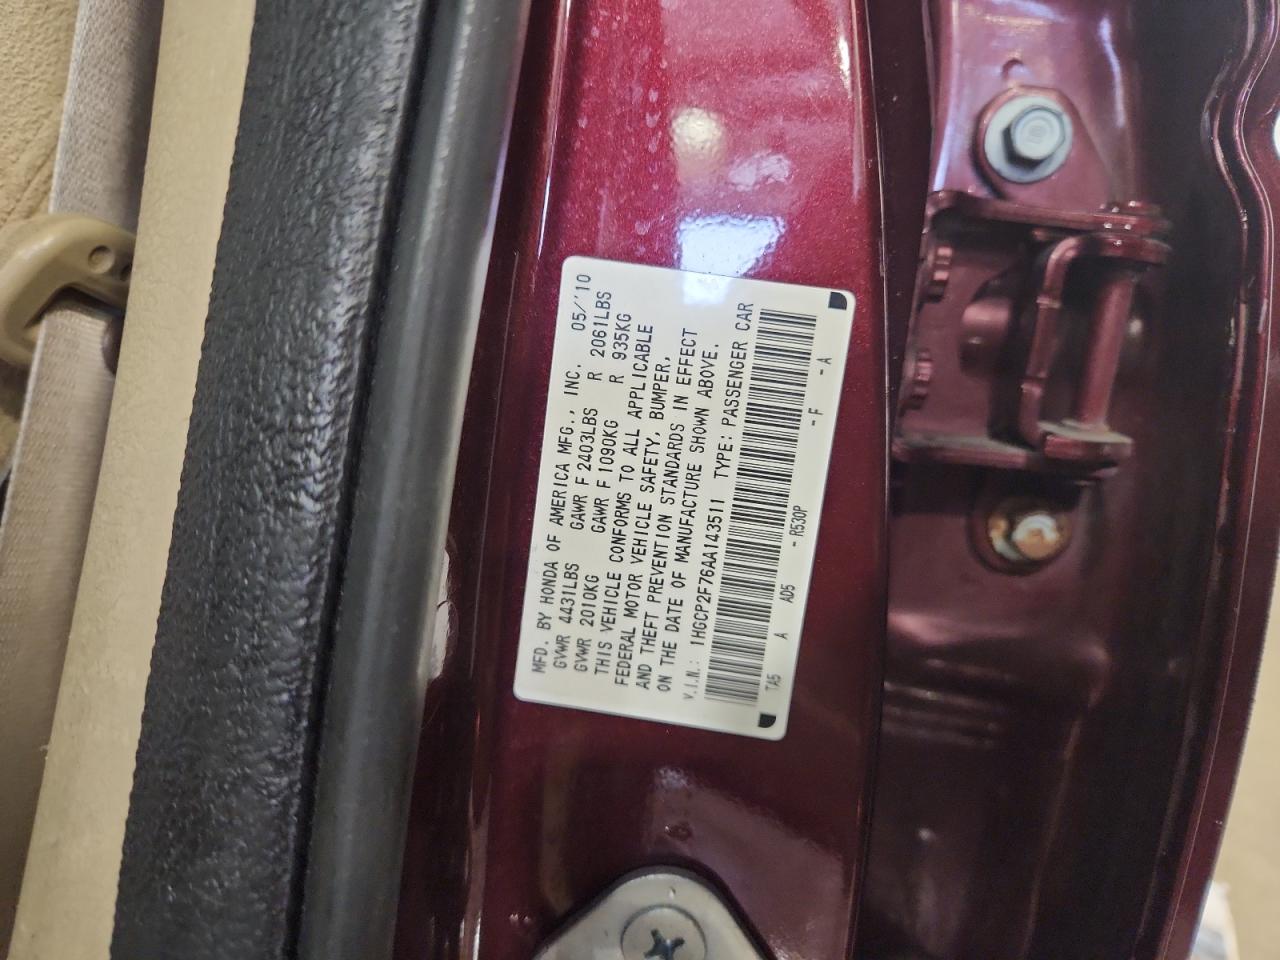 MFD. BY HONDA OF AMERICA MFG., INC. 05/'10
GVWR 4431LBS GAWR F 2403LBS R 2061LBS
GVWR 2010KG GAWR F 1090KG R 935KG
THIS VEHICLE CONFORMS TO ALL APPLICABLE
FEDERAL MOTOR VEHICLE SAFETY, BUMPER,
AND THEFT PREVENTION STANDARDS IN EFFECT
ON THE DATE OF MANUFACTURE SHOWN ABOVE.
V.I.N.: 1HGCP2F76AA143511 TYPE: PASSENGER CAR
TA5 A AD5 - R530P - F - A